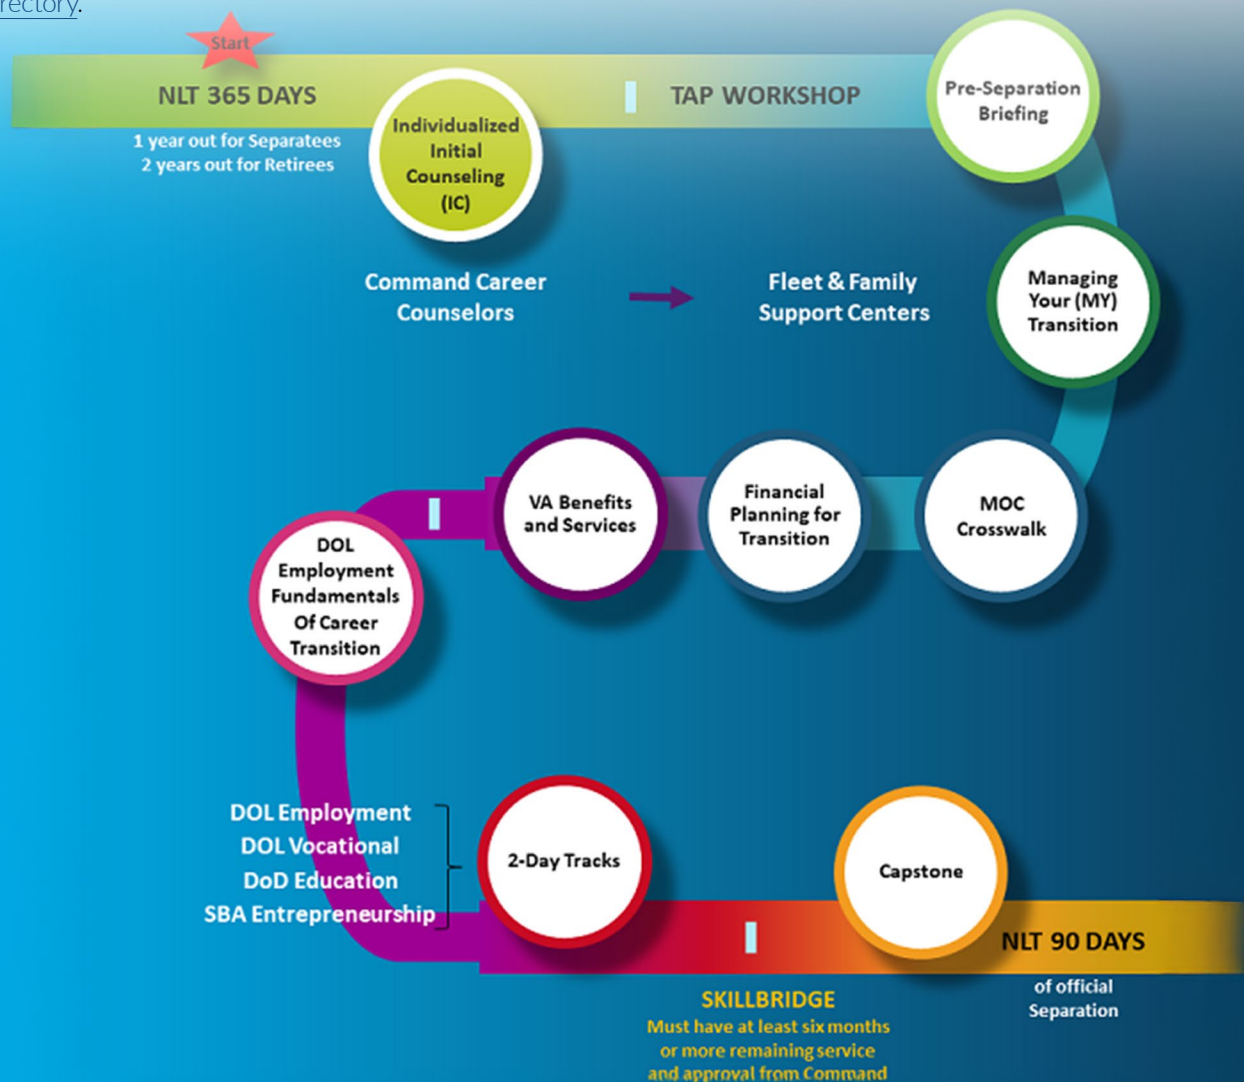 rectory.
Start
NLT 365 DAYS
TAP WORKSHOP
1 year out for Separatees
2 years out for Retirees
Individualized
Initial
Counseling
(IC)
Pre-Separation
Briefing
Command Career
Counselors
Fleet & Family
Support Centers
Managing
Your (MY)
Transition
MOC
Crosswalk
Financial
Planning for
Transition
VA Benefits
and Services
DOL
Employment
Fundamentals
Of Career
Transition
DOL Employment
DOL Vocational
DoD Education
SBA Entrepreneurship
2-Day Tracks
Capstone
NLT 90 DAYS
of official
Separation
SKILLBRIDGE
Must have at least six months
or more remaining service
and approval from Command